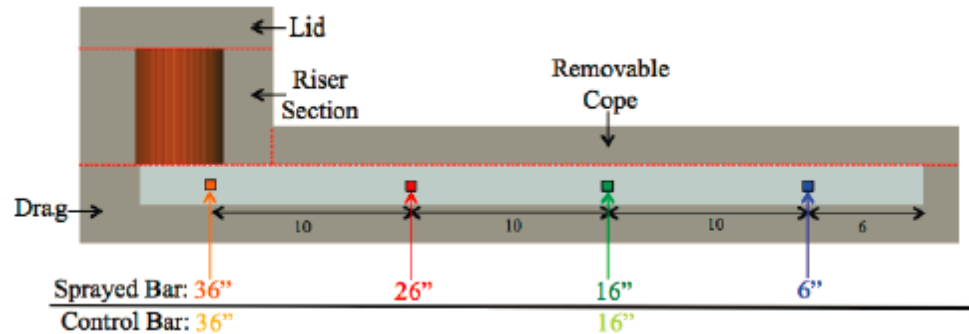 Lid
Riser
Section
Removable
Cope
Drag
10
10
10
6
Sprayed Bar: 36” 26” 16” 6”
Control Bar: 36” 16”